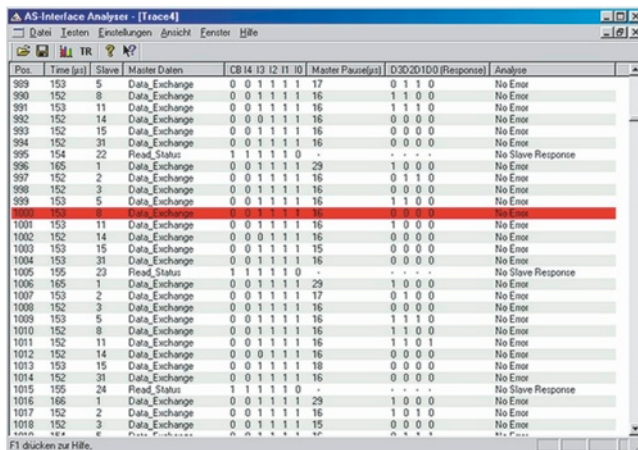 AS-Interface Analyser - [Trace4]
Datei Testen Einstellungen Ansicht Fenster Hilfe
TR
Pos. Time (µs) Slave Master Daten CB I4 I3 I2 I1 I0 Master Pause(µs) D3D2D1D0 (Response) Analyse
989 153 5 Data_Exchange 0 0 1 1 1 1 17 0 1 1 0 No Error
990 152 8 Data_Exchange 0 0 1 1 1 1 16 1 1 0 0 No Error
991 153 11 Data_Exchange 0 0 1 1 1 1 16 1 1 1 0 No Error
992 152 14 Data_Exchange 0 0 0 1 1 1 16 0 0 0 0 No Error
993 152 15 Data_Exchange 0 0 1 1 1 1 16 0 0 0 0 No Error
994 152 31 Data_Exchange 0 0 1 1 1 1 16 0 0 0 0 No Error
995 154 22 Read_Status 1 1 1 1 1 0 - - - - - No Slave Response
996 165 1 Data_Exchange 0 0 1 1 1 1 29 1 0 0 0 No Error
997 152 2 Data_Exchange 0 0 1 1 1 1 16 0 1 1 0 No Error
998 152 3 Data_Exchange 0 0 1 1 1 1 16 0 0 0 0 No Error
999 153 5 Data_Exchange 0 0 1 1 1 1 16 1 1 0 0 No Error
1000 153 8 Data_Exchange 0 0 1 1 1 1 16 0 0 0 0 No Error
1001 153 11 Data_Exchange 0 0 1 1 1 1 16 1 0 0 0 No Error
1002 152 14 Data_Exchange 0 0 0 1 1 1 16 0 0 0 0 No Error
1003 152 15 Data_Exchange 0 0 1 1 1 1 15 0 0 0 0 No Error
1004 153 31 Data_Exchange 0 0 1 1 1 1 16 0 0 0 0 No Error
1005 155 23 Read_Status 1 1 1 1 1 0 - - - - - No Slave Response
1006 165 1 Data_Exchange 0 0 1 1 1 1 29 1 0 0 0 No Error
1007 153 2 Data_Exchange 0 0 1 1 1 1 17 0 1 0 0 No Error
1008 152 3 Data_Exchange 0 0 1 1 1 1 16 0 0 0 0 No Error
1009 153 5 Data_Exchange 0 0 1 1 1 1 16 1 1 1 0 No Error
1010 152 8 Data_Exchange 0 0 1 1 1 1 16 1 1 0 0 No Error
1011 152 11 Data_Exchange 0 0 1 1 1 1 16 1 1 0 1 No Error
1012 152 14 Data_Exchange 0 0 0 1 1 1 16 0 0 0 0 No Error
1013 153 15 Data_Exchange 0 0 1 1 1 1 18 0 0 0 0 No Error
1014 152 31 Data_Exchange 0 0 1 1 1 1 16 0 0 0 0 No Error
1015 155 24 Read_Status 1 1 1 1 1 0 - - - - - No Slave Response
1016 166 1 Data_Exchange 0 0 1 1 1 1 29 1 0 0 0 No Error
1017 152 2 Data_Exchange 0 0 1 1 1 1 16 1 0 1 0 No Error
1018 152 3 Data_Exchange 0 0 1 1 1 1 15 0 0 0 0 No Error
F1 drücken zur Hilfe.